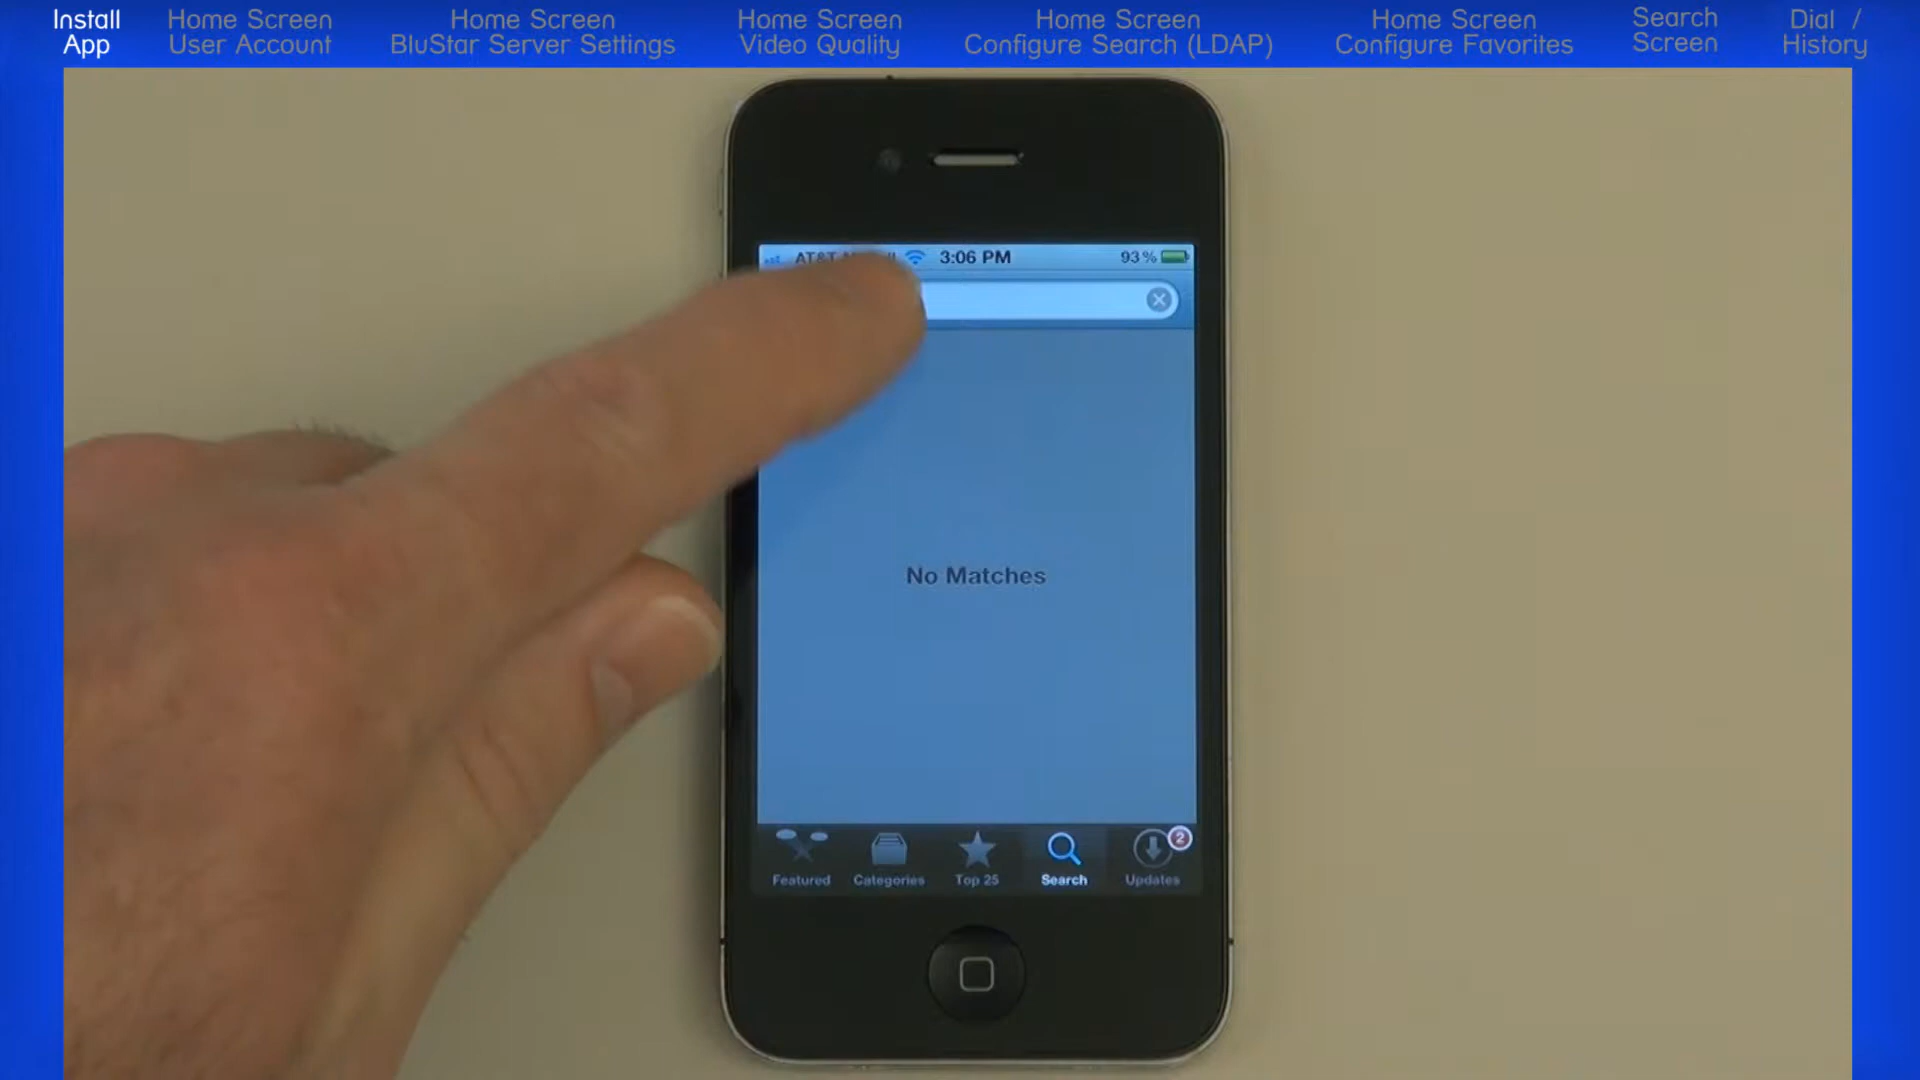 Install
App
Home Screen
User Account
Home Screen
BluStar Server Settings
Home Screen
Video Quality
Home Screen
Configure Search (LDAP)
Home Screen
Configure Favorites
Search
Screen
Dial /
History
AT&T 3:06 PM 93%
No Matches
2
Featured Categories Top 25 Search Updates